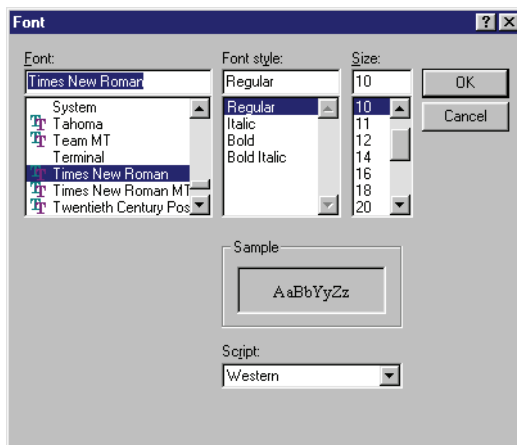 Font
Font:
Font style:
Size:
Times New Roman
Regular
10
OK
Cancel
System
Tahoma
Team MT
Terminal
Times New Roman
Times New Roman MT
Twentieth Century Pos
Regular
Italic
Bold
Bold Italic
10
11
12
14
16
18
20
Sample
AaBbYyZz
Script:
Western